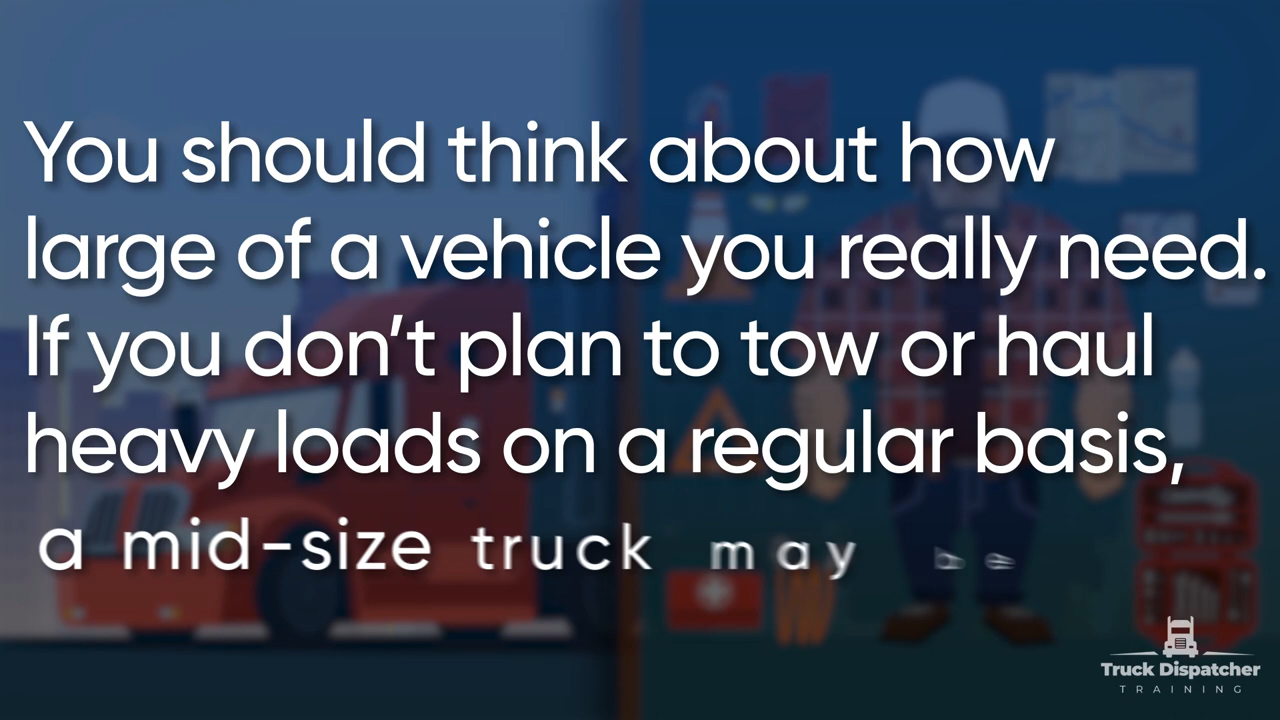 You should think about how
large of a vehicle you really need.
If you don't plan to tow or haul
heavy loads on a regular basis,
a mid-size truck may be
Truck Dispatcher
TRAINING